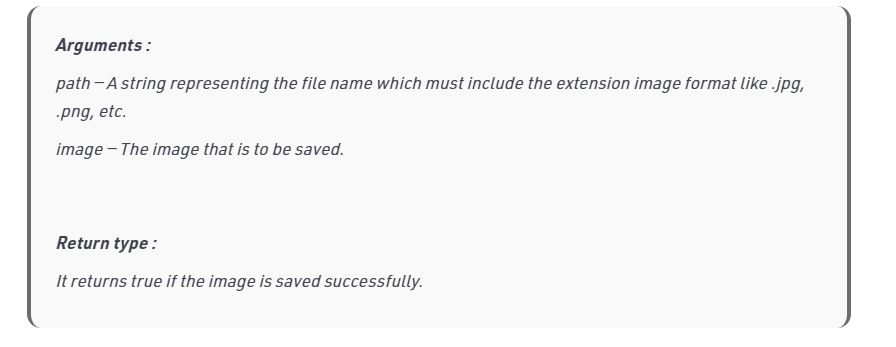 Arguments :
path – A string representing the file name which must include the extension image format like .jpg,
.png, etc.
image – The image that is to be saved.
Return type :
It returns true if the image is saved successfully.